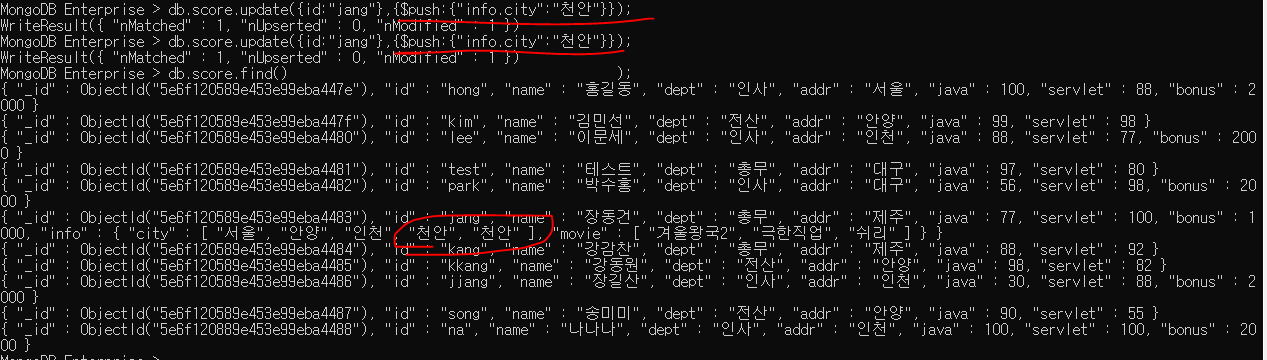 MongoDB Enterprise > db.score.update({id:"jang"},{$push:{"info.city":"천안"}});
WriteResult({ "nMatched" : 1, "nUpserted" : 0, "nModified" : 1 })
MongoDB Enterprise > db.score.update({id:"jang"},{$push:{"info.city":"천안"}});
WriteResult({ "nMatched" : 1, "nUpserted" : 0, "nModified" : 1 })
MongoDB Enterprise > db.score.find() );
{ "_id" : ObjectId("5e6f120589e453e99eba447e"), "id" : "hong", "name" : "홍길동", "dept" : "인사", "addr" : "서울", "java" : 100, "servlet" : 88, "bonus" : 2
000 }
{ "_id" : ObjectId("5e6f120589e453e99eba447f"), "id" : "kim", "name" : "김민선", "dept" : "전산", "addr" : "안양", "java" : 99, "servlet" : 98 }
{ "_id" : ObjectId("5e6f120589e453e99eba4480"), "id" : "lee", "name" : "이문세", "dept" : "인사", "addr" : "인천", "java" : 88, "servlet" : 77, "bonus" : 200
0 }
{ "_id" : ObjectId("5e6f120589e453e99eba4481"), "id" : "test", "name" : "테스트", "dept" : "총무", "addr" : "대구", "java" : 97, "servlet" : 80 }
{ "_id" : ObjectId("5e6f120589e453e99eba4482"), "id" : "park", "name" : "박수홍", "dept" : "인사", "addr" : "대구", "java" : 56, "servlet" : 98, "bonus" : 20
00 }
{ "_id" : ObjectId("5e6f120589e453e99eba4483"), "id" : "jang", "name" : "장동건", "dept" : "총무", "addr" : "제주", "java" : 77, "servlet" : 100, "bonus" : 1
000, "info" : { "city" : [ "서울", "안양", "인천", "천안", "천안" ], "movie" : [ "겨울왕국2", "극한직업", "쉬리" ] } }
{ "_id" : ObjectId("5e6f120589e453e99eba4484"), "id" : "kang", "name" : "강감찬", "dept" : "총무", "addr" : "제주", "java" : 88, "servlet" : 92 }
{ "_id" : ObjectId("5e6f120589e453e99eba4485"), "id" : "kkang", "name" : "강동원", "dept" : "전산", "addr" : "안양", "java" : 98, "servlet" : 82 }
{ "_id" : ObjectId("5e6f120589e453e99eba4486"), "id" : "jjang", "name" : "장길산", "dept" : "인사", "addr" : "인천", "java" : 30, "servlet" : 88, "bonus" : 2
000 }
{ "_id" : ObjectId("5e6f120589e453e99eba4487"), "id" : "song", "name" : "송미미", "dept" : "전산", "addr" : "안양", "java" : 90, "servlet" : 55 }
{ "_id" : ObjectId("5e6f120889e453e99eba4488"), "id" : "na", "name" : "나나나", "dept" : "인사", "addr" : "인천", "java" : 100, "servlet" : 100, "bonus" : 20
00 }
MongoDB Enterprise >